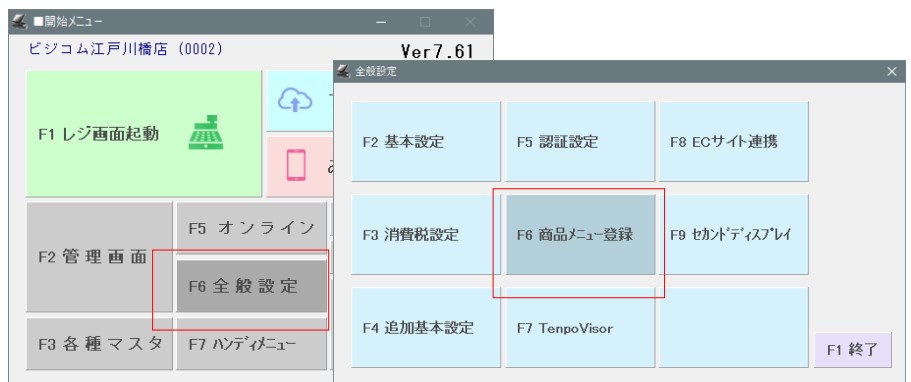 ■開始メニュー
ビジコム江戸川橋店 (0002)
Ver7.61
F1 レジ画面起動
F2 管理画面
F5 オンライン
F6 全般設定
F3 各種マスタ
F7 ハンディメニュー
全般設定
F2 基本設定
F5 認証設定
F8 ECサイト連携
F3 消費税設定
F6 商品メニュー登録
F9 セカンドディスプレイ
F4 追加基本設定
F7 TenpoVisor
F1 終了